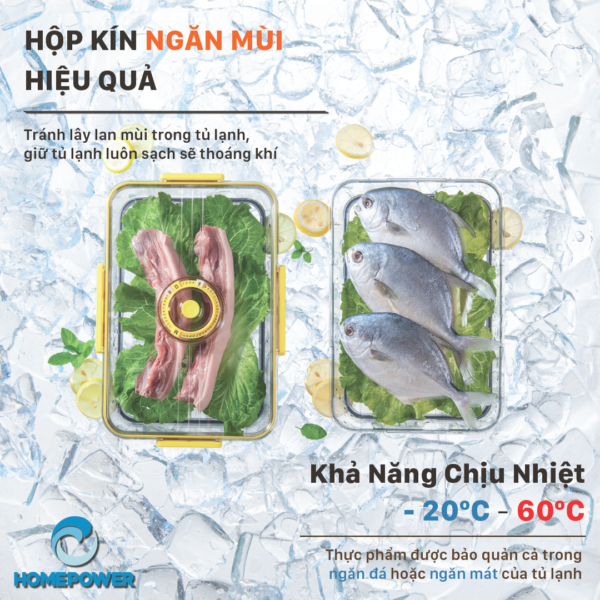 HỘP KÍN NGĂN MÙI
HIỆU QUẢ
Tránh lây lan mùi trong tủ lạnh,
giữ tủ lạnh luôn sạch sẽ thoáng khí
Khả Năng Chịu Nhiệt
- 20°C - 60°C
Thực phẩm được bảo quản cả trong
ngăn đá hoặc ngăn mát của tủ lạnh
HOMEPOWER